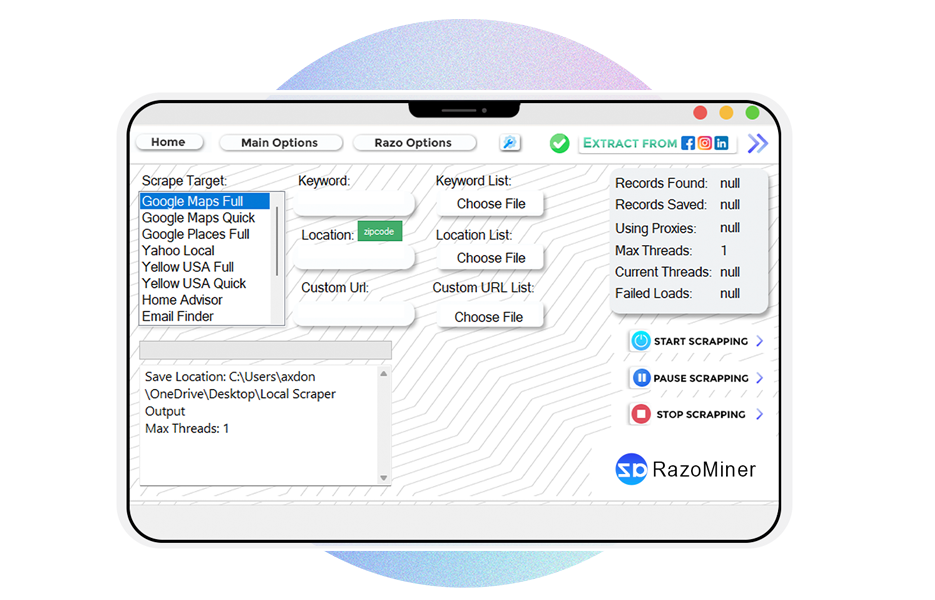 Home
Main Options
Razo Options
EXTRACT FROM
Scrape Target:
Google Maps Full
Google Maps Quick
Google Places Full
Yahoo Local
Yellow USA Full
Yellow USA Quick
Home Advisor
Email Finder
Keyword:
Location: zipcode
Custom Url:
Keyword List:
Choose File
Location List:
Choose File
Custom URL List:
Choose File
Records Found: null
Records Saved: null
Using Proxies: null
Max Threads: 1
Current Threads: null
Failed Loads: null
START SCRAPPING
PAUSE SCRAPPING
STOP SCRAPPING
Save Location: C:\Users\axdon
\OneDrive\Desktop\Local Scraper
Output
Max Threads: 1
RazoMiner